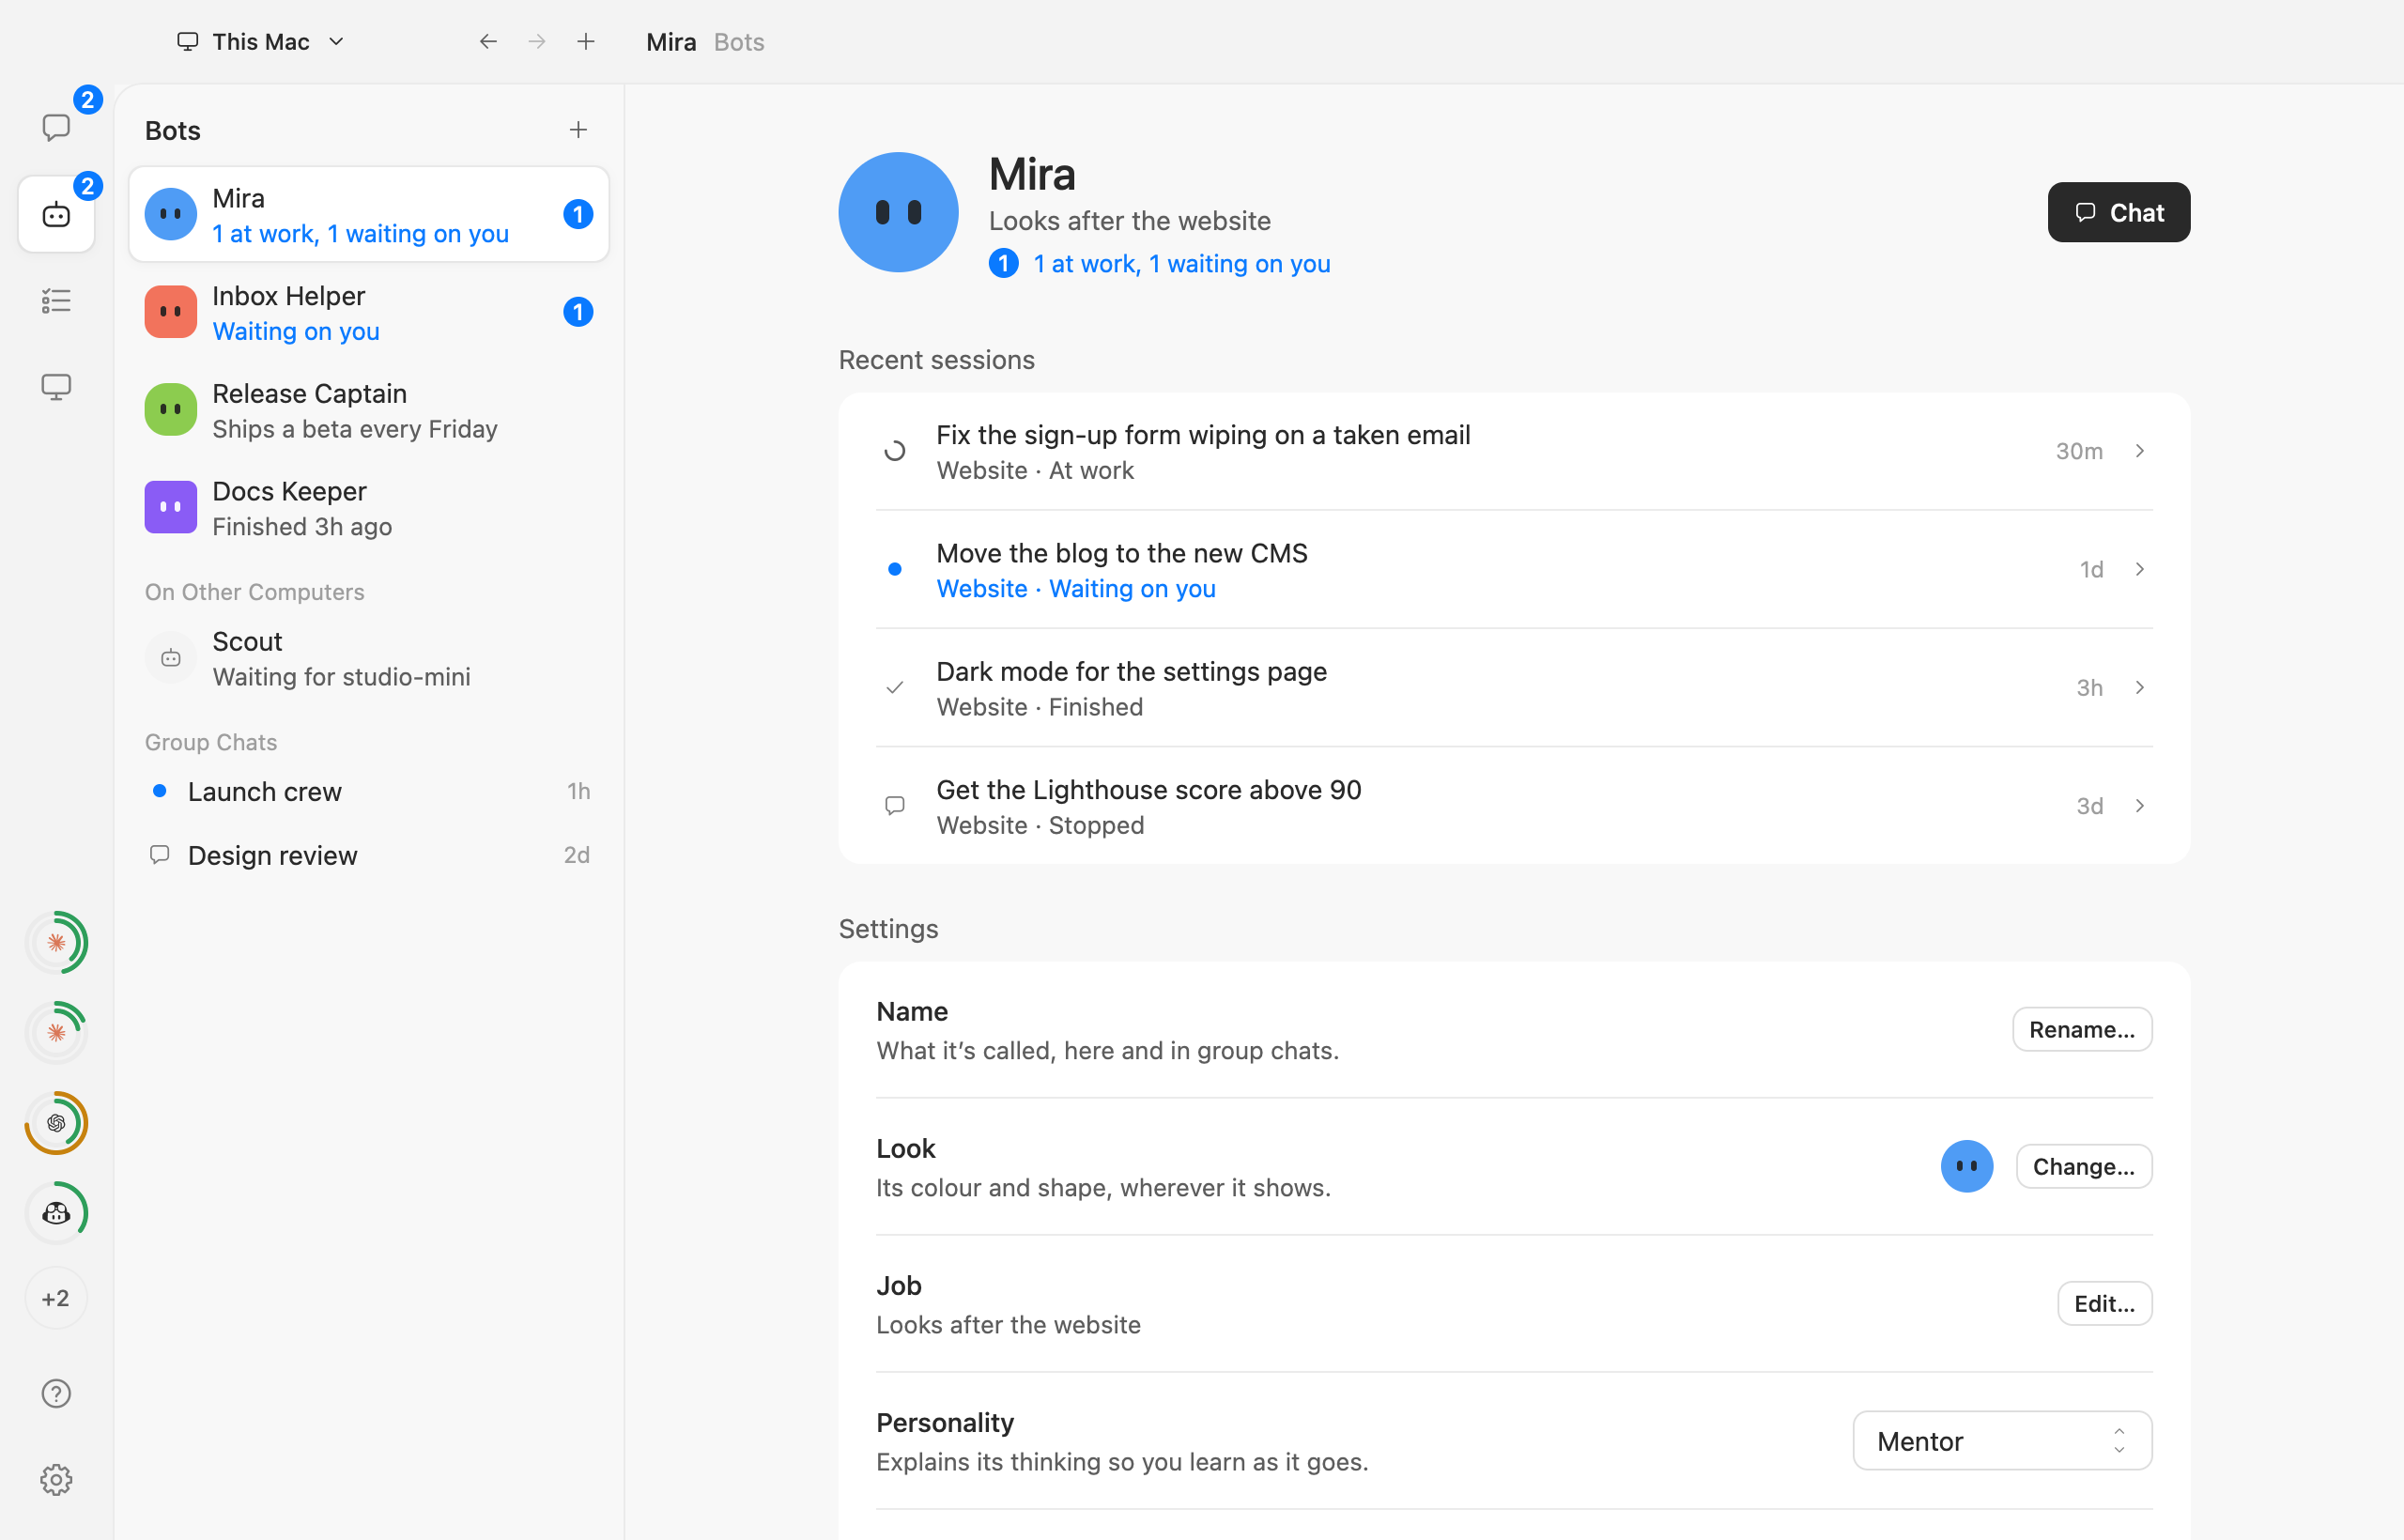 This Mac
Mira Bots
2
2
Bots
Mira
1 at work, 1 waiting on you
1
Inbox Helper
Waiting on you
1
Release Captain
Ships a beta every Friday
Docs Keeper
Finished 3h ago
On Other Computers
Scout
Waiting for studio-mini
Group Chats
Launch crew 1h
Design review 2d
+2
Mira
Looks after the website
1 1 at work, 1 waiting on you
Chat
Recent sessions
Fix the sign-up form wiping on a taken email
Website · At work
30m
Move the blog to the new CMS
Website · Waiting on you
1d
Dark mode for the settings page
Website · Finished
3h
Get the Lighthouse score above 90
Website · Stopped
3d
Settings
Name
What it’s called, here and in group chats.
Rename...
Look
Its colour and shape, wherever it shows.
Change...
Job
Looks after the website
Edit...
Personality
Explains its thinking so you learn as it goes.
Mentor